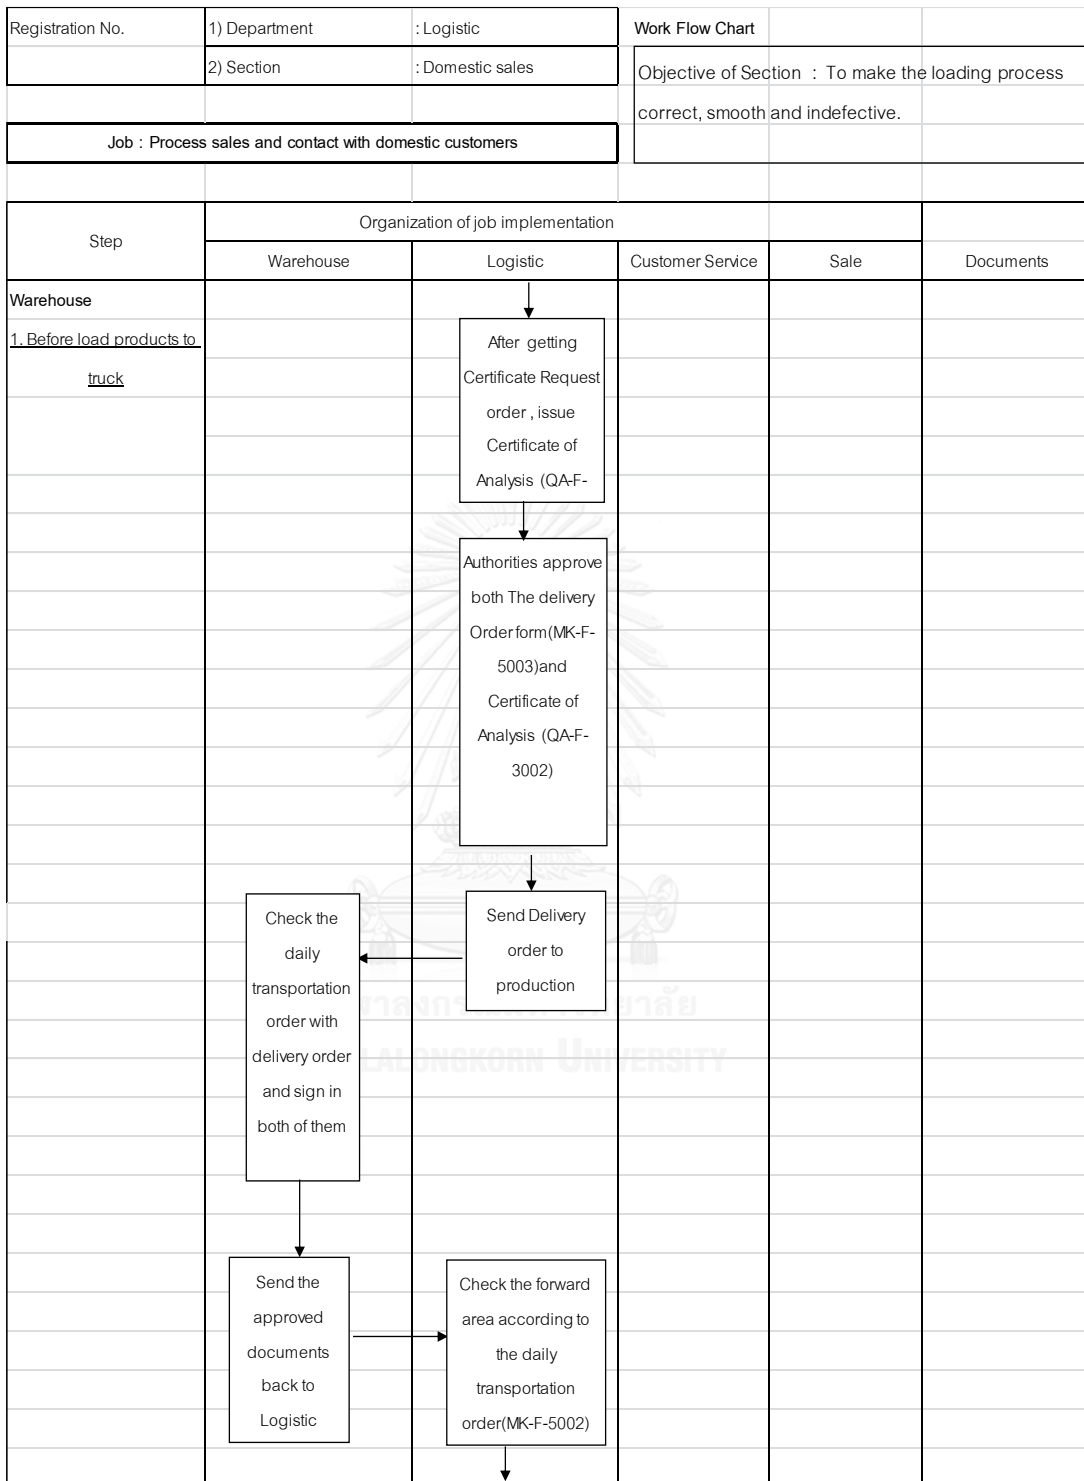 Registration No.
1) Department : Logistic
Work Flow Chart
2) Section : Domestic sales
Objective of Section : To make the loading process
correct, smooth and indefective.
Job : Process sales and contact with domestic customers
Step
Organization of job implementation
Warehouse
Logistic
Customer Service
Sale
Documents
Warehouse
1. Before load products to
truck
After getting
Certificate Request
order , issue
Certificate of
Analysis (QA-F-
Authorities approve
both The delivery
Order form(MK-F-
5003)and
Certificate of
Analysis (QA-F-
3002)
Send Delivery
order to
production
Check the
daily
transportation
order with
delivery order
and sign in
both of them
Send the
approved
documents
back to
Logistic
Check the forward
area according to
the daily
transportation
order(MK-F-5002)
UNIVERSITY